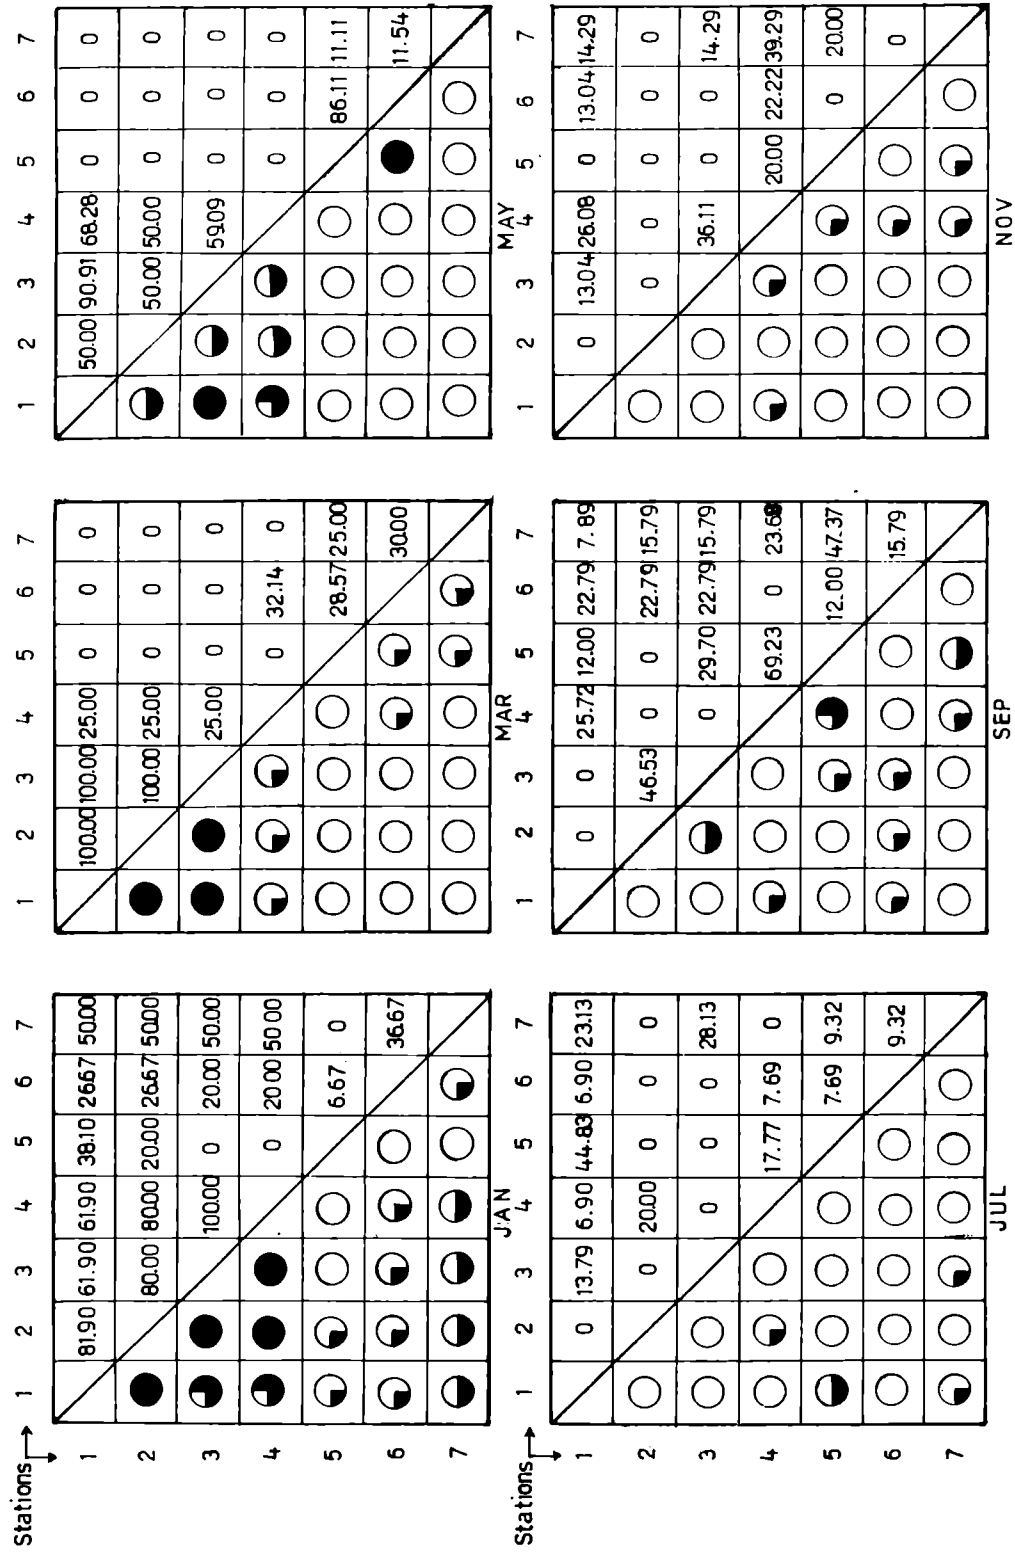 Stations → 1 2 3 4 5 6 7 1 2 3 4 5 6 7 1 2 3 4 5 6 7
1 81.90 61.90 61.90 38.10 26.67 50.00 100.00 100.00 25.00 0 0 0 50.00 90.91 68.28 0 0 0
2 80.00 80.00 20.00 26.67 50.00 100.00 25.00 0 0 0 50.00 50.00 0 0 0
3 100.00 0 20.00 50.00 25.00 0 0 0 59.09 0 0 0
4 0 20.00 50.00 0 32.14 0 0 0 0
5 6.67 0 28.57 25.00 86.11 11.11
6 36.67 30.00 11.54
7
JAN MAR MAY
Stations → 1 2 3 4 5 6 7 1 2 3 4 5 6 7 1 2 3 4 5 6 7
1 0 13.79 6.90 44.83 6.90 23.13 0 0 25.72 12.00 22.79 7.89 0 13.04 26.08 0 13.04 14.29
2 0 20.00 0 0 0 46.53 0 0 22.79 15.79 0 0 0 0 0
3 0 0 0 28.13 0 29.70 22.79 15.79 36.11 0 0 14.29
4 17.77 7.69 0 69.23 0 23.68 20.00 22.22 39.29
5 7.69 9.32 12.00 47.37 0 20.00
6 9.32 15.79 0
7
JUL SEP NOV